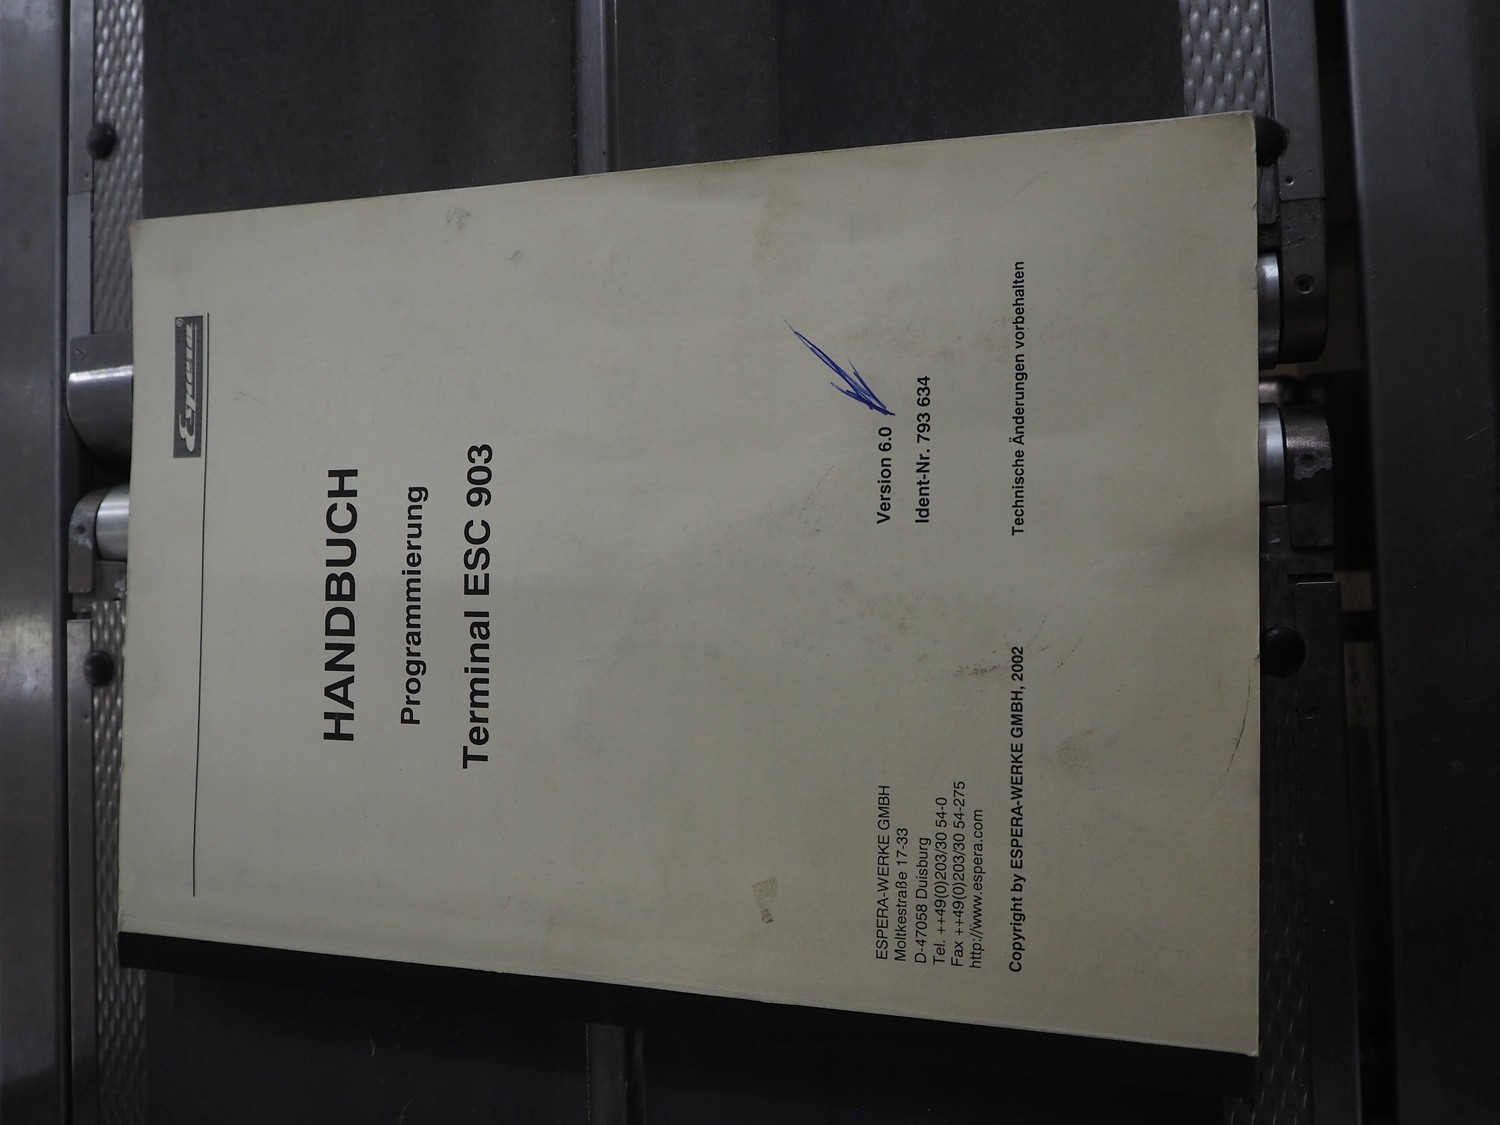 Espera®
HANDBUCH
Programmierung
Terminal ESC 903
ESPERA-WERKE GMBH
Moltkestraße 17-33
D-47058 Duisburg
Tel. ++49(0)203/30 54-0
Fax ++49(0)203/30 54-275
http://www.espera.com
Version 6.0
Ident-Nr. 793 634
Copyright by ESPERA-WERKE GMBH, 2002
Technische Änderungen vorbehalten